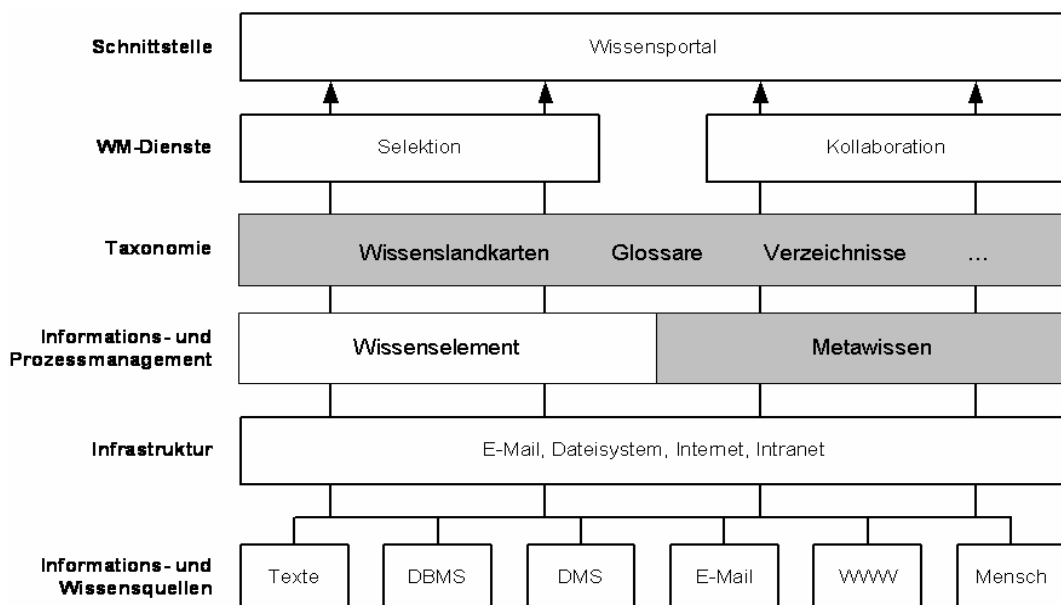 Schnittstelle
Wissensportal
WM-Dienste
Selektion
Kollaboration
Taxonomie
Wissenslandkarten Glossare Verzeichnisse ...
Informations- und
Prozessmanagement
Wissenselement
Metawissen
Infrastruktur
E-Mail, Dateisystem, Internet, Intranet
Informations- und
Wissensquellen
Texte
DBMS
DMS
E-Mail
WWW
Mensch